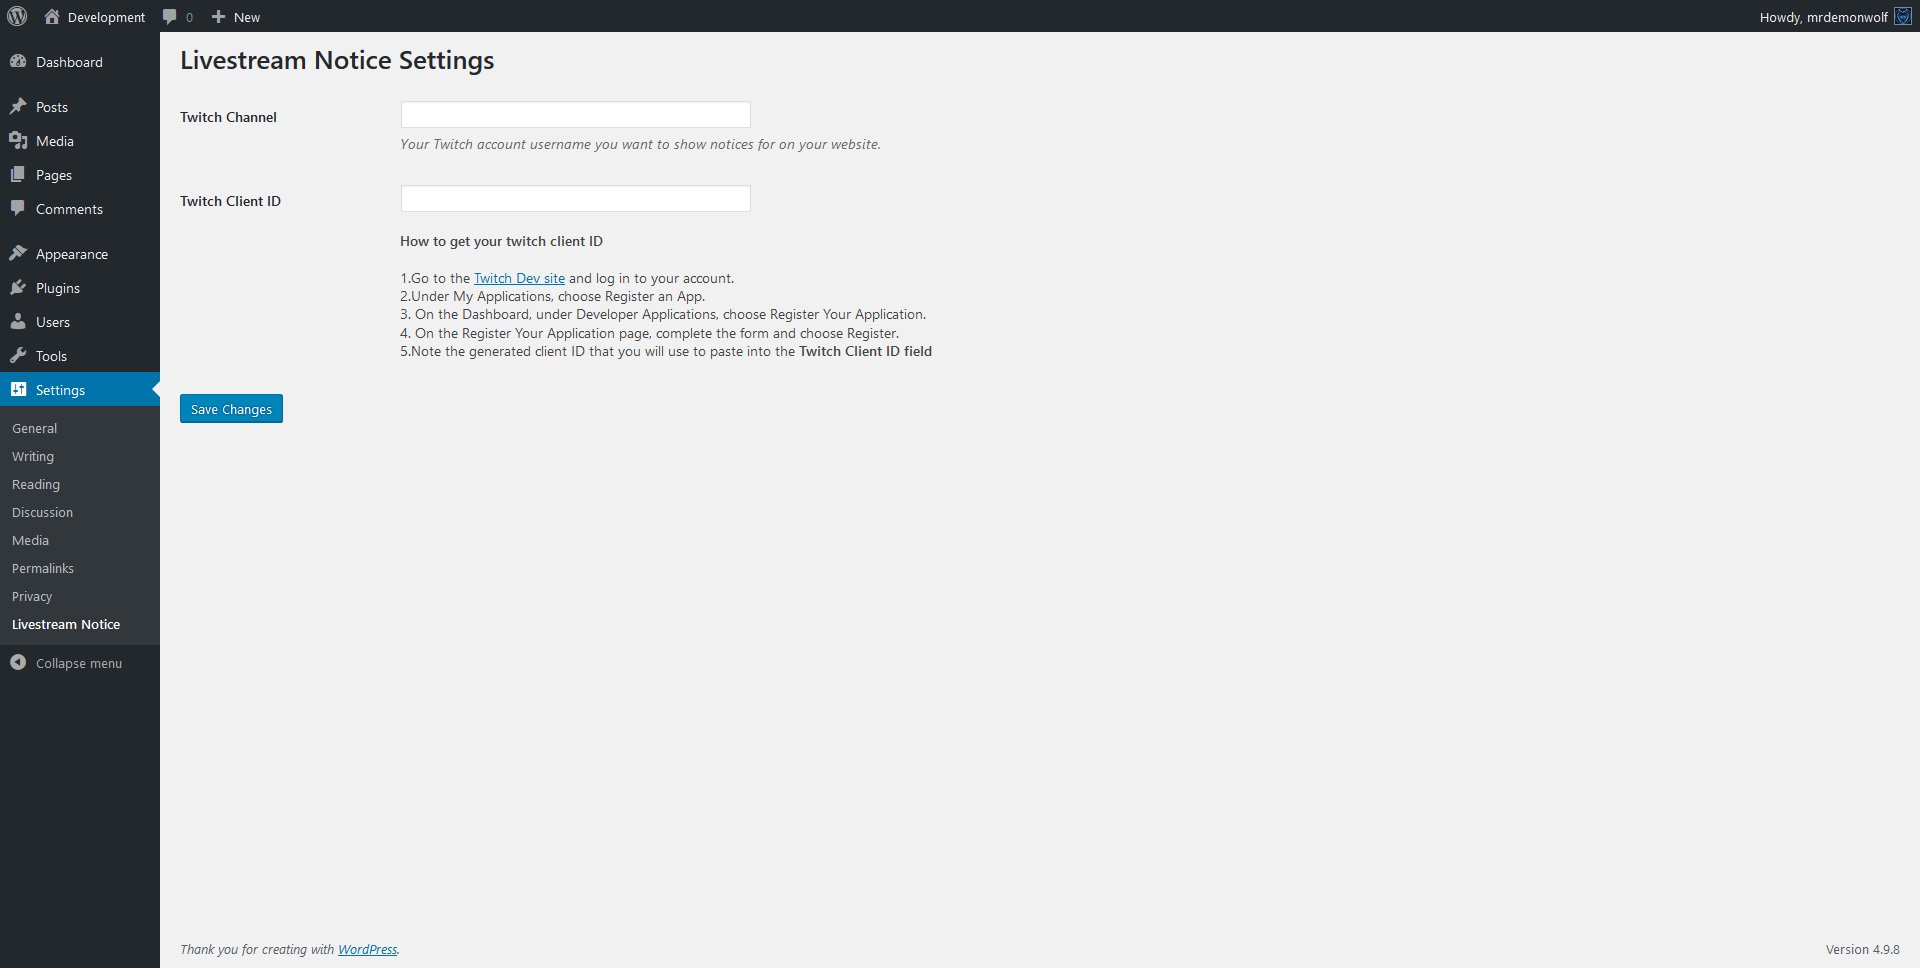 Development 0 New Howdy, mrdemonwolf
Dashboard
Posts
Media
Pages
Comments
Appearance
Plugins
Users
Tools
Settings
General
Writing
Reading
Discussion
Media
Permalinks
Privacy
Livestream Notice
Collapse menu
Livestream Notice Settings
Twitch Channel
Your Twitch account username you want to show notices for on your website.
Twitch Client ID
How to get your twitch client ID
1.Go to the Twitch Dev site and log in to your account.
2.Under My Applications, choose Register an App.
3. On the Dashboard, under Developer Applications, choose Register Your Application.
4. On the Register Your Application page, complete the form and choose Register.
5.Note the generated client ID that you will use to paste into the Twitch Client ID field
Save Changes
Thank you for creating with WordPress.
Version 4.9.8